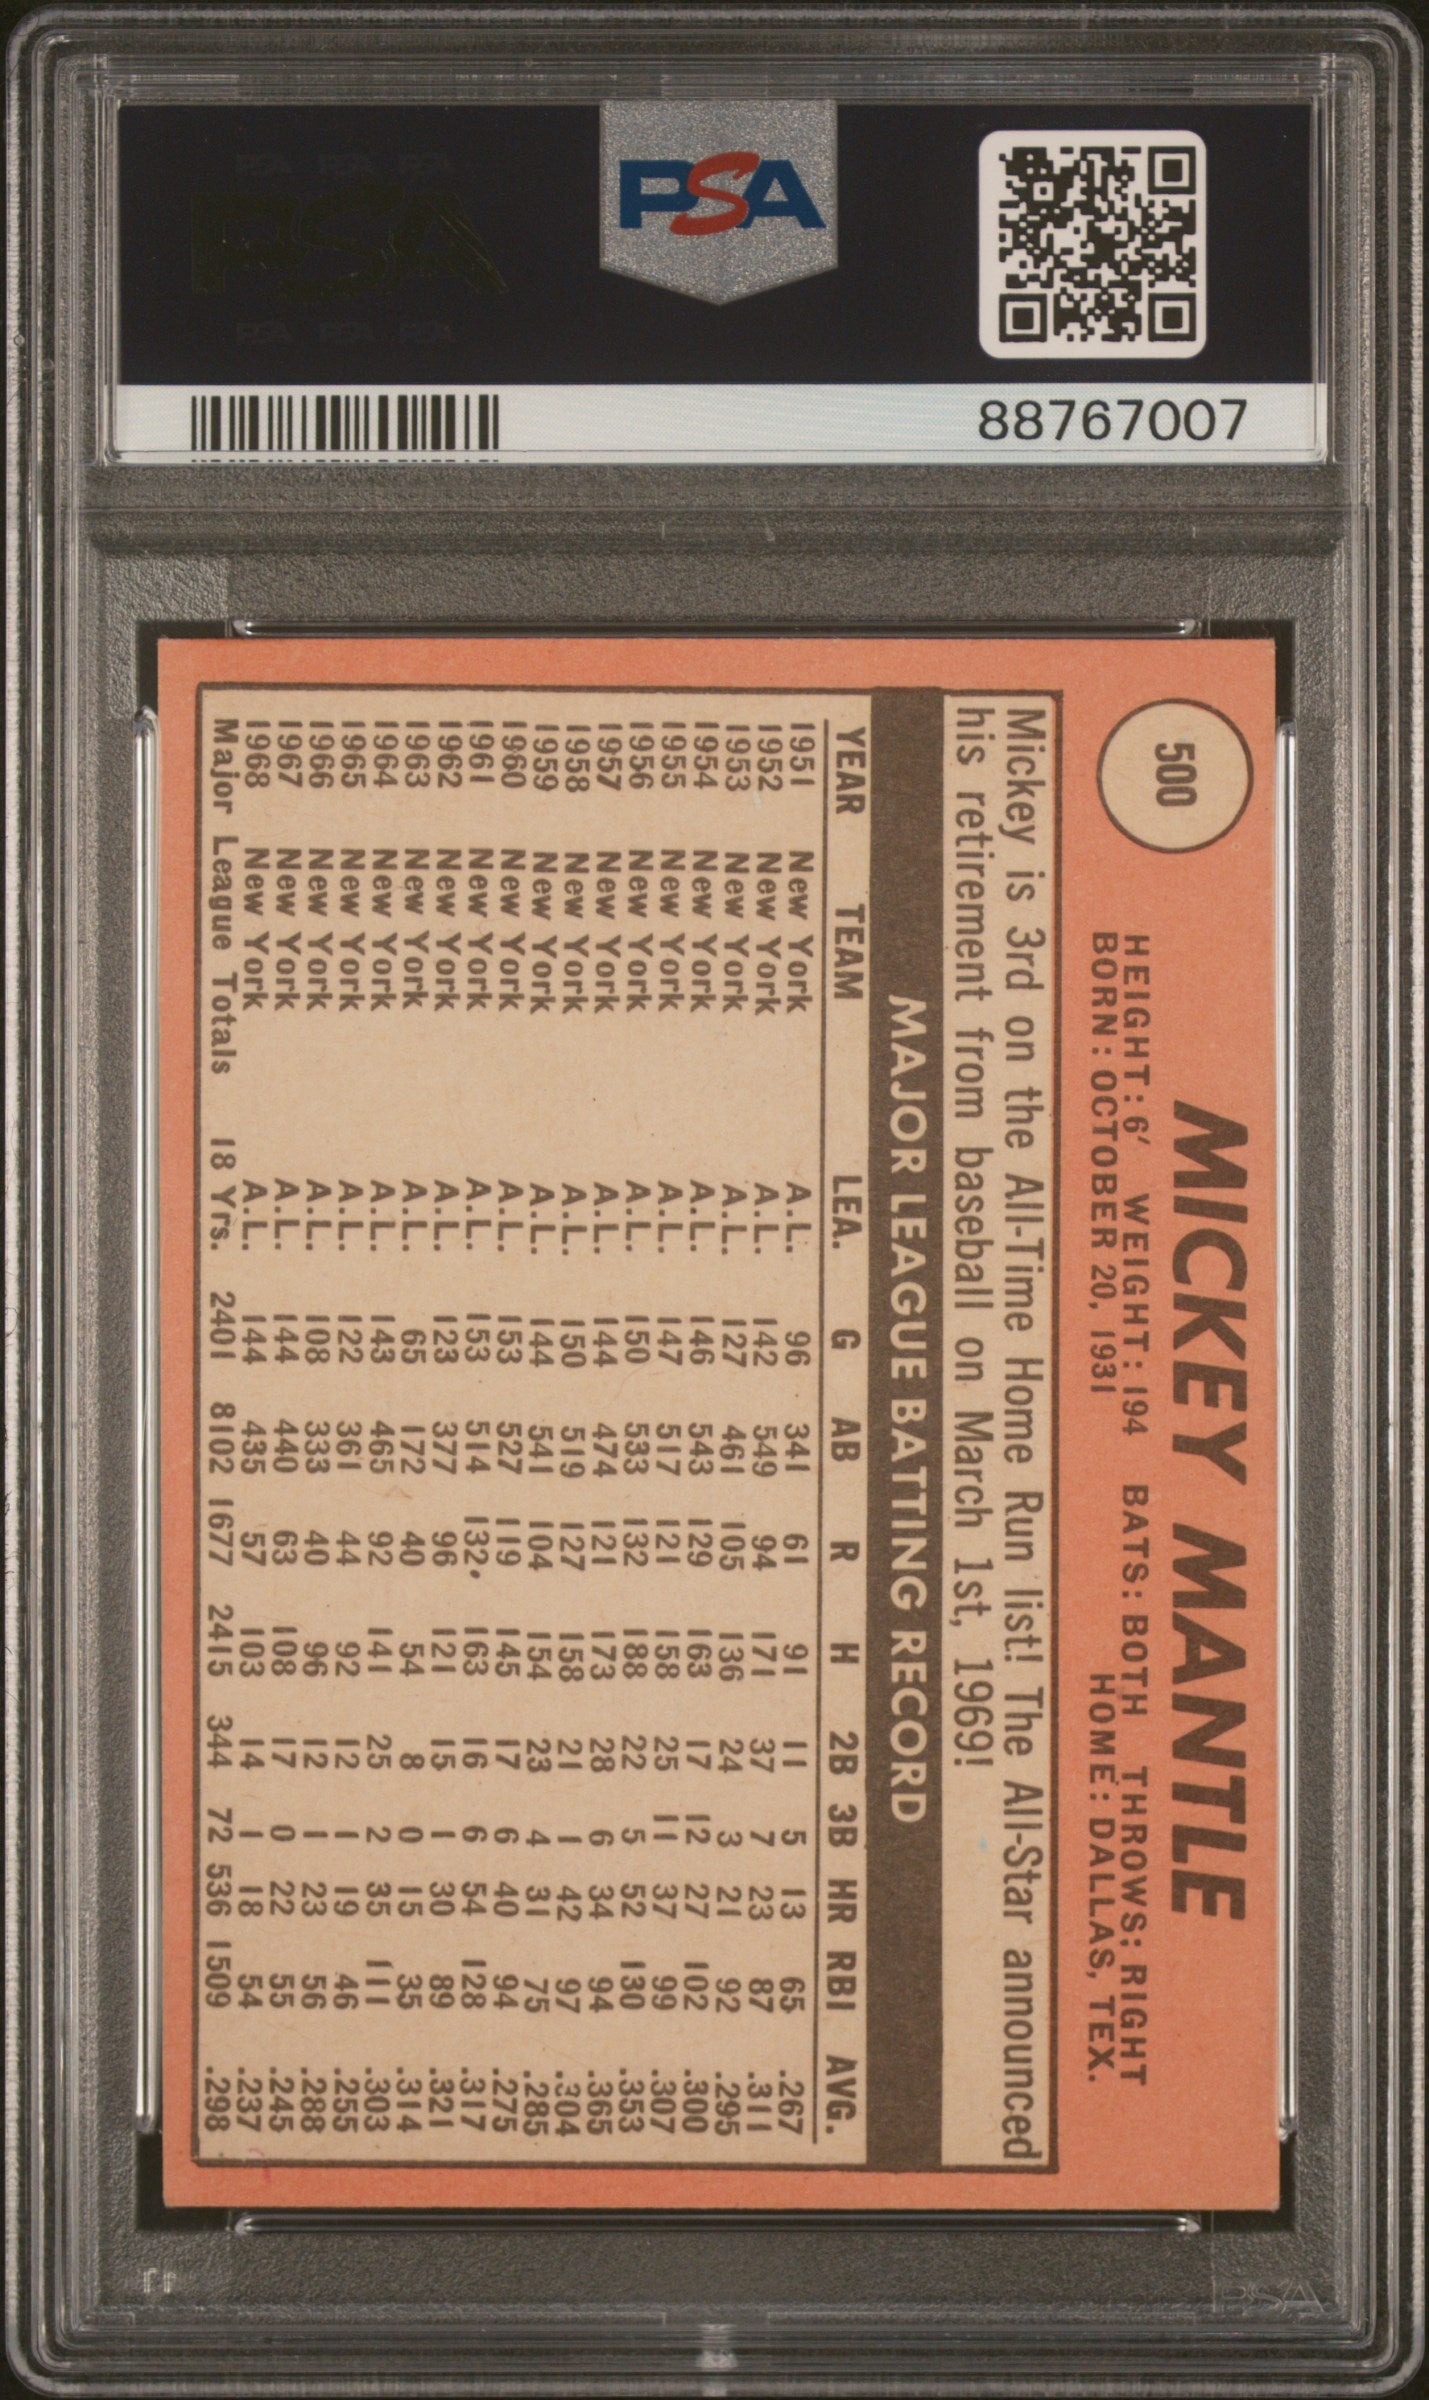 PSA
88767007
500
MICKEY MANTLE
HEIGHT: 6' WEIGHT: 194 BATS: BOTH THROWS: RIGHT
BORN: OCTOBER 20, 1931 HOME: DALLAS, TEX.
Mickey is 3rd on the All-Time Home Run list! The All-Star announced
his retirement from baseball on March 1st, 1969!
MAJOR LEAGUE BATTING RECORD
YEAR TEAM LEA. G AB R H 2B 3B HR RBI AVG.
1951 New York A.L. 96 341 61 91 11 5 13 65 .267
1952 New York A.L. 142 549 94 171 37 7 23 87 .311
1953 New York A.L. 127 461 105 136 24 3 21 92 .295
1954 New York A.L. 146 543 129 163 17 12 27 102 .300
1955 New York A.L. 147 517 121 158 25 11 37 99 .307
1956 New York A.L. 150 533 132 188 22 5 52 130 .353
1957 New York A.L. 144 474 121 173 28 6 34 94 .365
1958 New York A.L. 150 519 127 158 21 1 42 97 .304
1959 New York A.L. 144 541 104 154 23 4 31 75 .285
1960 New York A.L. 153 527 119 145 17 6 40 94 .275
1961 New York A.L. 153 514 132. 163 16 6 54 128 .317
1962 New York A.L. 123 377 96 121 15 1 30 89 .321
1963 New York A.L. 65 172 40 54 8 0 15 35 .314
1964 New York A.L. 143 465 92 141 25 2 35 111 .303
1965 New York A.L. 122 361 44 92 12 1 19 46 .255
1966 New York A.L. 108 333 40 96 12 1 23 56 .288
1967 New York A.L. 144 440 63 108 17 0 22 55 .245
1968 New York A.L. 144 435 57 103 14 1 18 54 .237
Major League Totals 18 Yrs. 2401 8102 1677 2415 344 72 536 1509 .298
PSA